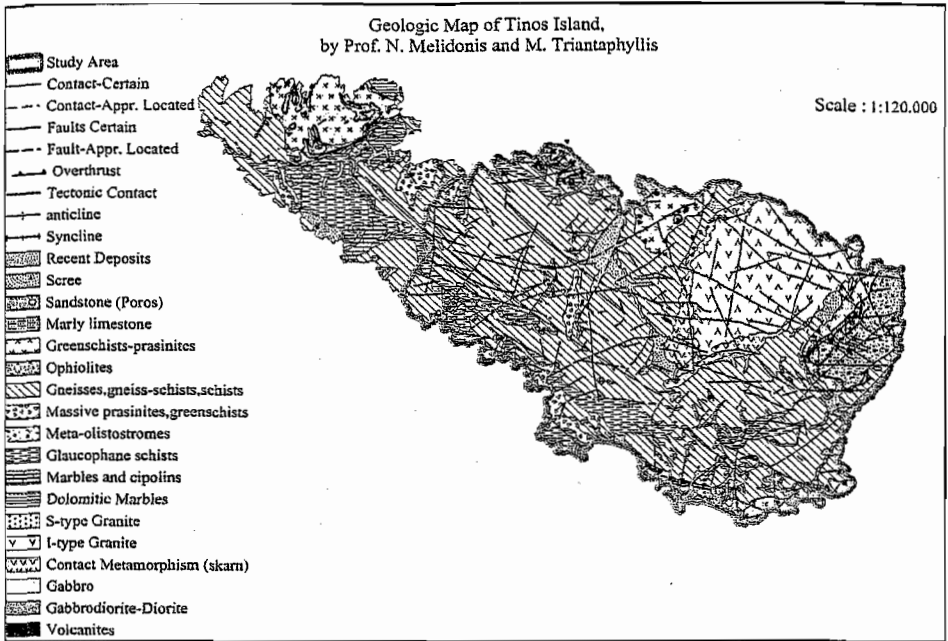 Geologic Map of Tinos Island,
by Prof. N. Melidonis and M. Triantaphyllis
Scale : 1:120.000
Study Area
Contact-Certain
Contact-Appr. Located
Faults Certain
Fault-Appr. Located
Overthrust
Tectonic Contact
anticline
Syncline
Recent Deposits
Scree
Sandstone (Poros)
Marly limestone
Greenschists-prasinites
Ophiolites
Gneisses,gneiss-schists,schists
Massive prasinites,greenschists
Meta-olistostromes
Glaucophane schists
Marbles and cipolins
Dolomitic Marbles
S-type Granite
I-type Granite
Contact Metamorphism (skarn)
Gabbro
Gabbrodiorite-Diorite
Volcanites